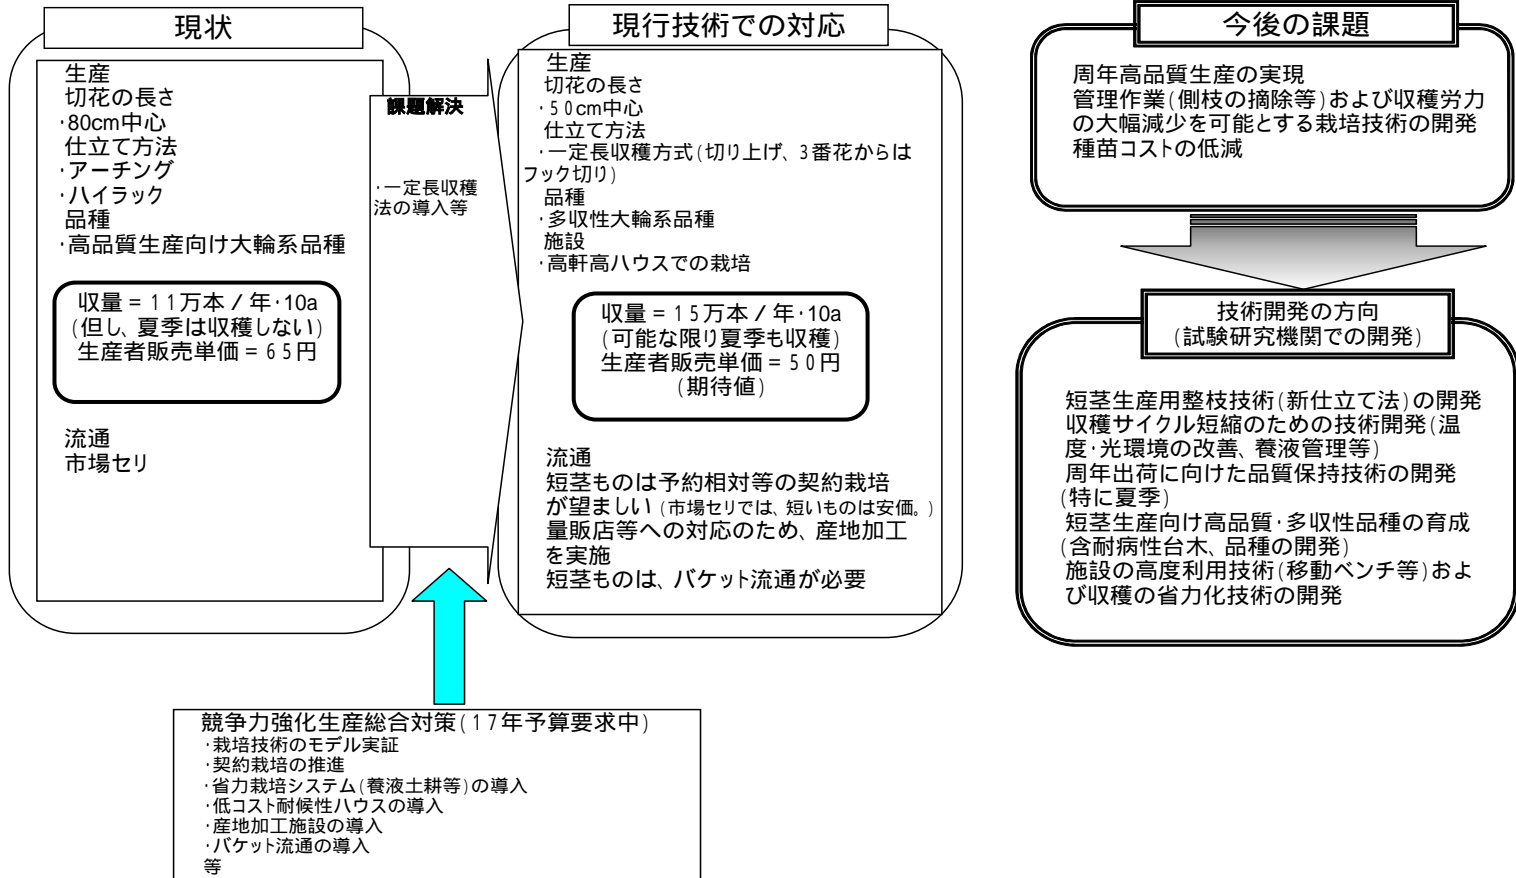 現状
生産
切花の長さ
・80cm中心
仕立て方法
・アーチング
・ハイラック
品種
・高品質生産向け大輪系品種
収量=11万本/年・10a
(但し、夏季は収穫しない)
生産者販売単価=65円
流通
市場セリ
課題解決
・一定長収穫
法の導入等
現行技術での対応
生産
切花の長さ
・50cm中心
仕立て方法
・一定長収穫方式(切り上げ、3番花からは
フック切り)
品種
・多収性大輪系品種
施設
・高軒高ハウスでの栽培
収量=15万本/年・10a
(可能な限り夏季も収穫)
生産者販売単価=50円
(期待値)
流通
短茎ものは予約相対等の契約栽培
が望ましい(市場セリでは、短いものは安価。)
量販店等への対応のため、産地加工
を実施
短茎ものは、バケット流通が必要
競争力強化生産総合対策(17年予算要求中)
・栽培技術のモデル実証
・契約栽培の推進
・省力栽培システム(養液土耕等)の導入
・低コスト耐候性ハウスの導入
・産地加工施設の導入
・バケット流通の導入
等
今後の課題
周年高品質生産の実現
管理作業(側枝の摘除等)および収穫労力
の大幅減少を可能とする栽培技術の開発
種苗コストの低減
技術開発の方向
(試験研究機関での開発)
短茎生産用整枝技術(新仕立て法)の開発
収穫サイクル短縮のための技術開発(温
度・光環境の改善、養液管理等)
周年出荷に向けた品質保持技術の開発
(特に夏季)
短茎生産向け高品質・多収性品種の育成
(含耐病性台木、品種の開発)
施設の高度利用技術(移動ベンチ等)およ
び収穫の省力化技術の開発